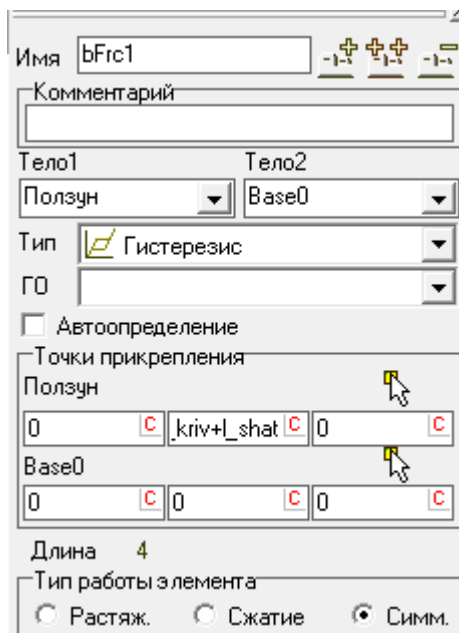 Имя bFrc1
Комментарий
Тело1 Тело2
Ползун Base0
Тип Гистерезис
ГО
Автоопределение
Точки прикрепления
Ползун
0 C _kriv+l_shat C 0 C
Base0
0 C 0 C 0 C
Длина 4
Тип работы элемента
Растяж. Сжатие Симм.